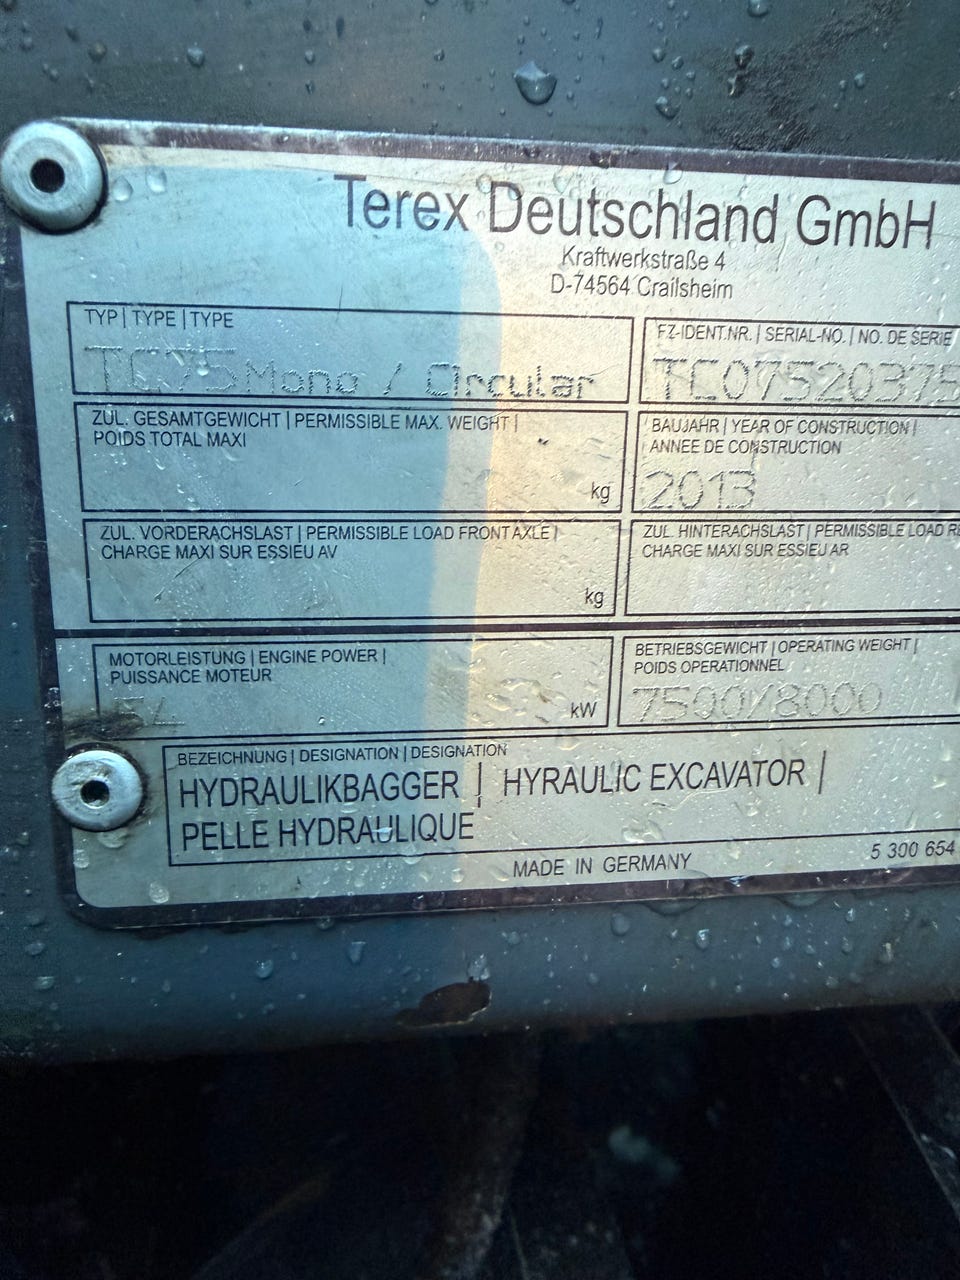 Terex Deutschland GmbH
Kraftwerkstraße 4
D-74564 Crailsheim
TYP | TYPE | TYPE
TC75 Mono / Circular
FZ-IDENT.NR. | SERIAL-NO. | NO. DE SERIE
TC07520375
ZUL. GESAMTGEWICHT | PERMISSIBLE MAX. WEIGHT |
POIDS TOTAL MAXI
kg
BAUJAHR | YEAR OF CONSTRUCTION |
ANNEE DE CONSTRUCTION
2013
ZUL. VORDERACHSLAST | PERMISSIBLE LOAD FRONT AXLE |
CHARGE MAXI SUR ESSIEU AV
kg
ZUL. HINTERACHSLAST | PERMISSIBLE LOAD
CHARGE MAXI SUR ESSIEU AR
MOTORLEISTUNG | ENGINE POWER |
PUISSANCE MOTEUR
kW
BETRIEBSGEWICHT | OPERATING WEIGHT |
POIDS OPERATIONNEL
7500/8000
BEZEICHNUNG | DESIGNATION | DESIGNATION
HYDRAULIKBAGGER | HYRAULIC EXCAVATOR |
PELLE HYDRAULIQUE
MADE IN GERMANY
5 300 654